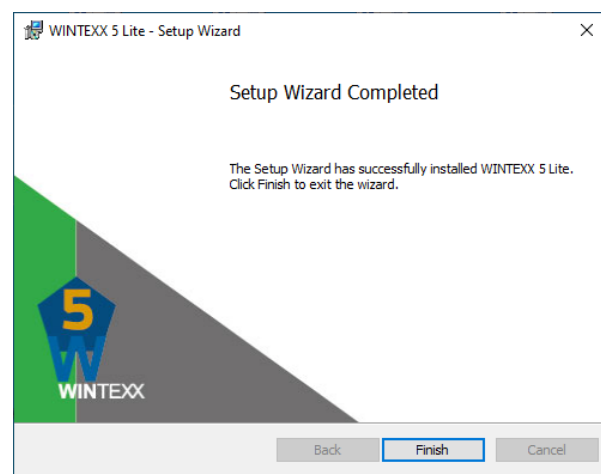 WINTEXX 5 Lite - Setup Wizard
Setup Wizard Completed
The Setup Wizard has successfully installed WINTEXX 5 Lite.
Click Finish to exit the wizard.
5
W
WINTEXX
Back
Finish
Cancel